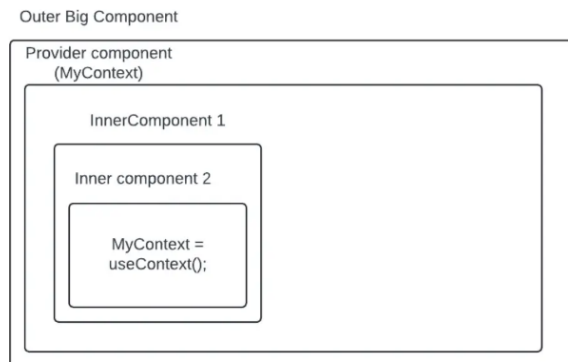 Outer Big Component
Provider component
(MyContext)
InnerComponent 1
Inner component 2
MyContext =
useContext();